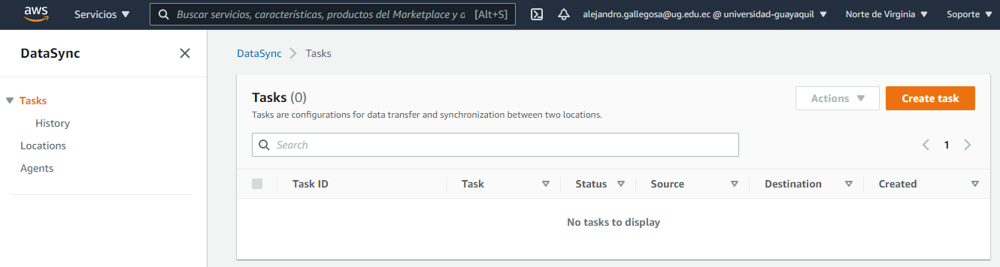 aws Servicios Buscar servicios, características, productos del Marketplace y d [Alt+S] alejandro.gallegosa@ug.edu.ec @ universidad-guayaquil Norte de Virginia Soporte
DataSync
Tasks
History
Locations
Agents
DataSync Tasks
Tasks (0)
Actions Create task
Tasks are configurations for data transfer and synchronization between two locations.
Search
1
Task ID Task Status Source Destination Created
No tasks to display